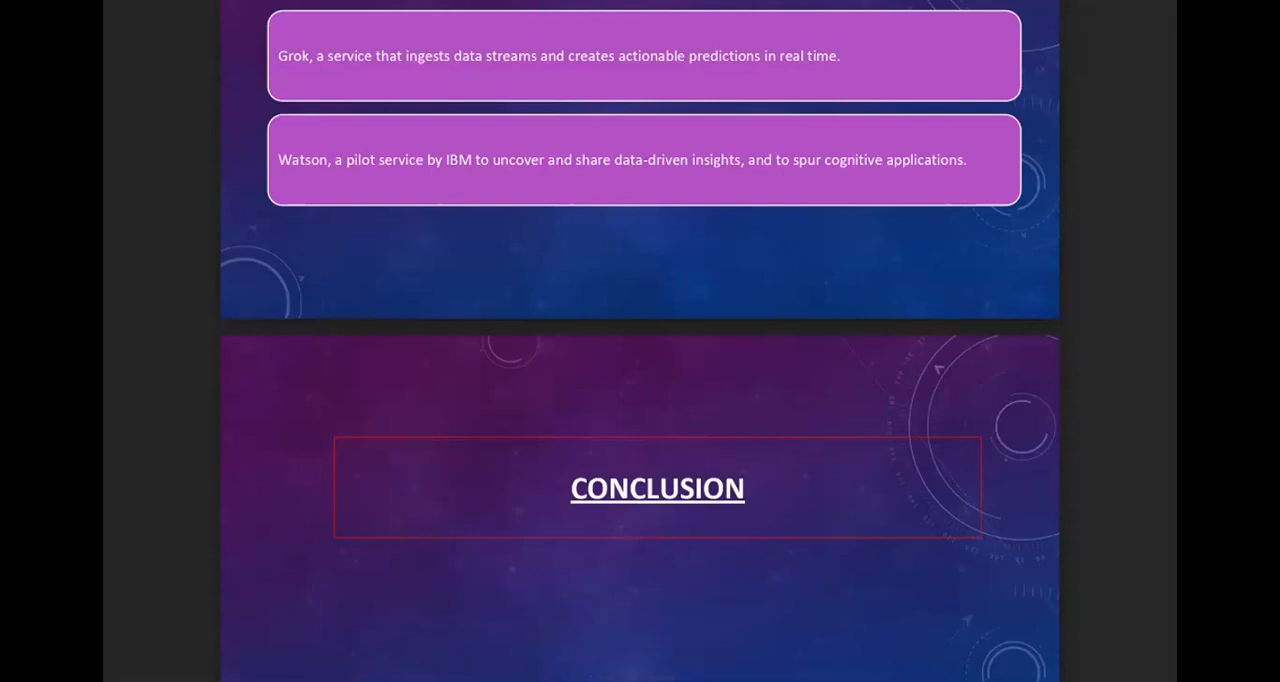 Grok, a service that ingests data streams and creates actionable predictions in real time.
Watson, a pilot service by IBM to uncover and share data-driven insights, and to spur cognitive applications.
CONCLUSION